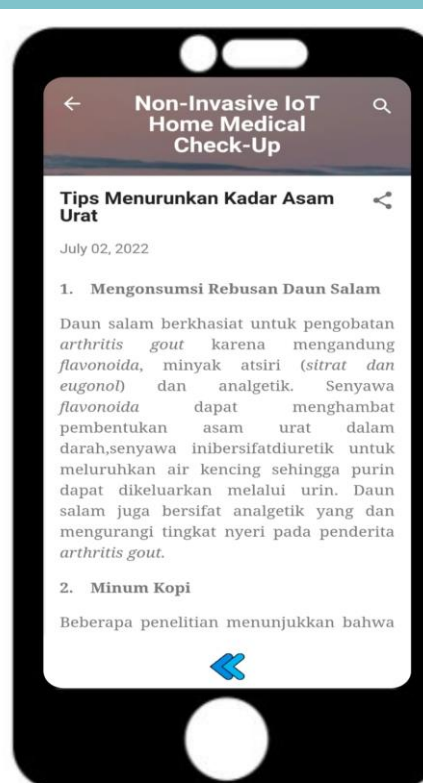 Non-Invasive IoT
Home Medical
Check-Up
Tips Menurunkan Kadar Asam
Urat
July 02, 2022
1. Mengonsumsi Rebusan Daun Salam
Daun salam berkhasiat untuk pengobatan
arthritis gout karena mengandung
flavonoida, minyak atsiri (sitrat dan
eugenol) dan analgetik. Senyawa
flavonoida dapat menghambat
pembentukan asam urat dalam
darah,senyawa inibersifatdiuretik untuk
meluruhkan air kencing sehingga purin
dapat dikeluarkan melalui urin. Daun
salam juga bersifat analgetik yang dan
mengurangi tingkat nyeri pada penderita
arthritis gout.
2. Minum Kopi
Beberapa penelitian menunjukkan bahwa